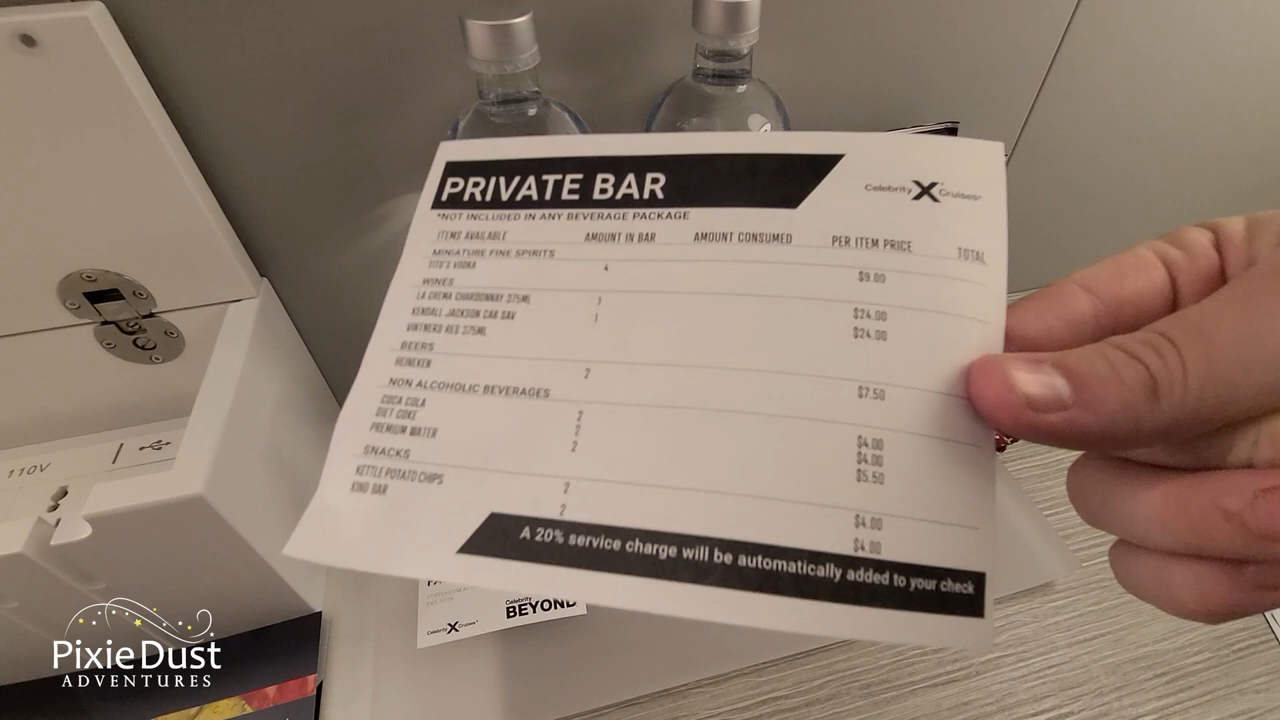 PRIVATE BAR
Celebrity X Cruises®
*NOT INCLUDED IN ANY BEVERAGE PACKAGE
ITEMS AVAILABLE AMOUNT IN BAR AMOUNT CONSUMED PER ITEM PRICE TOTAL
MINIATURE FINE SPIRITS
TITO'S VODKA 4 $9.00
WINES
LA CREMA CHARDONNAY 375ML 1 $24.00
KENDALL JACKSON CAB SAV 1 $24.00
VINTNERS RED 375ML
BEERS
HEINEKEN 2 $7.50
NON ALCOHOLIC BEVERAGES
COCA COLA 2 $4.00
DIET COKE 2 $4.00
PREMIUM WATER 2 $5.50
SNACKS
KETTLE POTATO CHIPS 2 $4.00
KIND BAR 2 $4.00
A 20% service charge will be automatically added to your check
110V
Celebrity
BEYOND
Celebrity X Cruises®
PixieDust
ADVENTURES